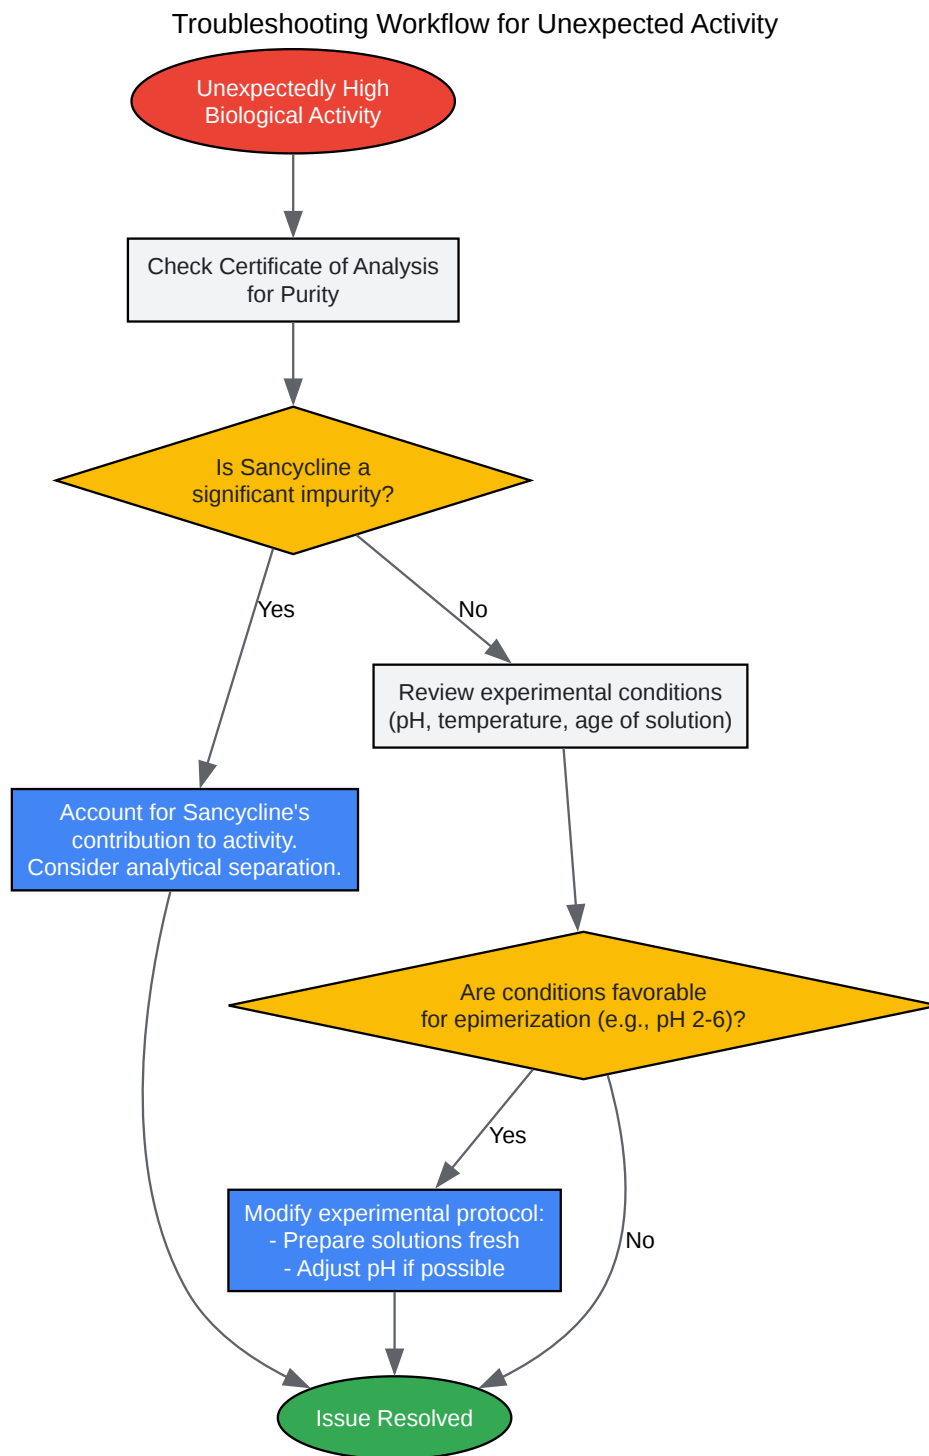 Troubleshooting Workflow for Unexpected Activity
Unexpectedly High
Biological Activity
Check Certificate of Analysis
for Purity
Is Sancycline a
significant impurity?
Yes
No
Review experimental conditions
(pH, temperature, age of solution)
Account for Sancycline's
contribution to activity.
Consider analytical separation.
Are conditions favorable
for epimerization (e.g., pH 2-6)?
Yes
Modify experimental protocol:
- Prepare solutions fresh
- Adjust pH if possible
No
Issue Resolved